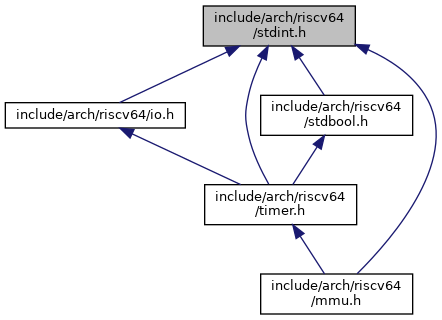 include/arch/riscv64
/stdint.h
include/arch/riscv64/io.h
include/arch/riscv64
/stdbool.h
include/arch/riscv64
/timer.h
include/arch/riscv64
/mmu.h